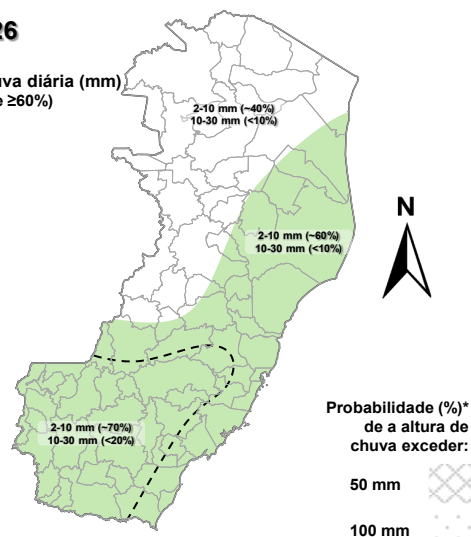 26
uva diária (mm)
e ≥60%)
2-10 mm (~40%)
10-30 mm (<10%)
2-10 mm (~60%)
10-30 mm (<10%)
N
2-10 mm (~70%)
10-30 mm (<20%)
Probabilidade (%)*
de a altura de
chuva exceder:
50 mm
100 mm